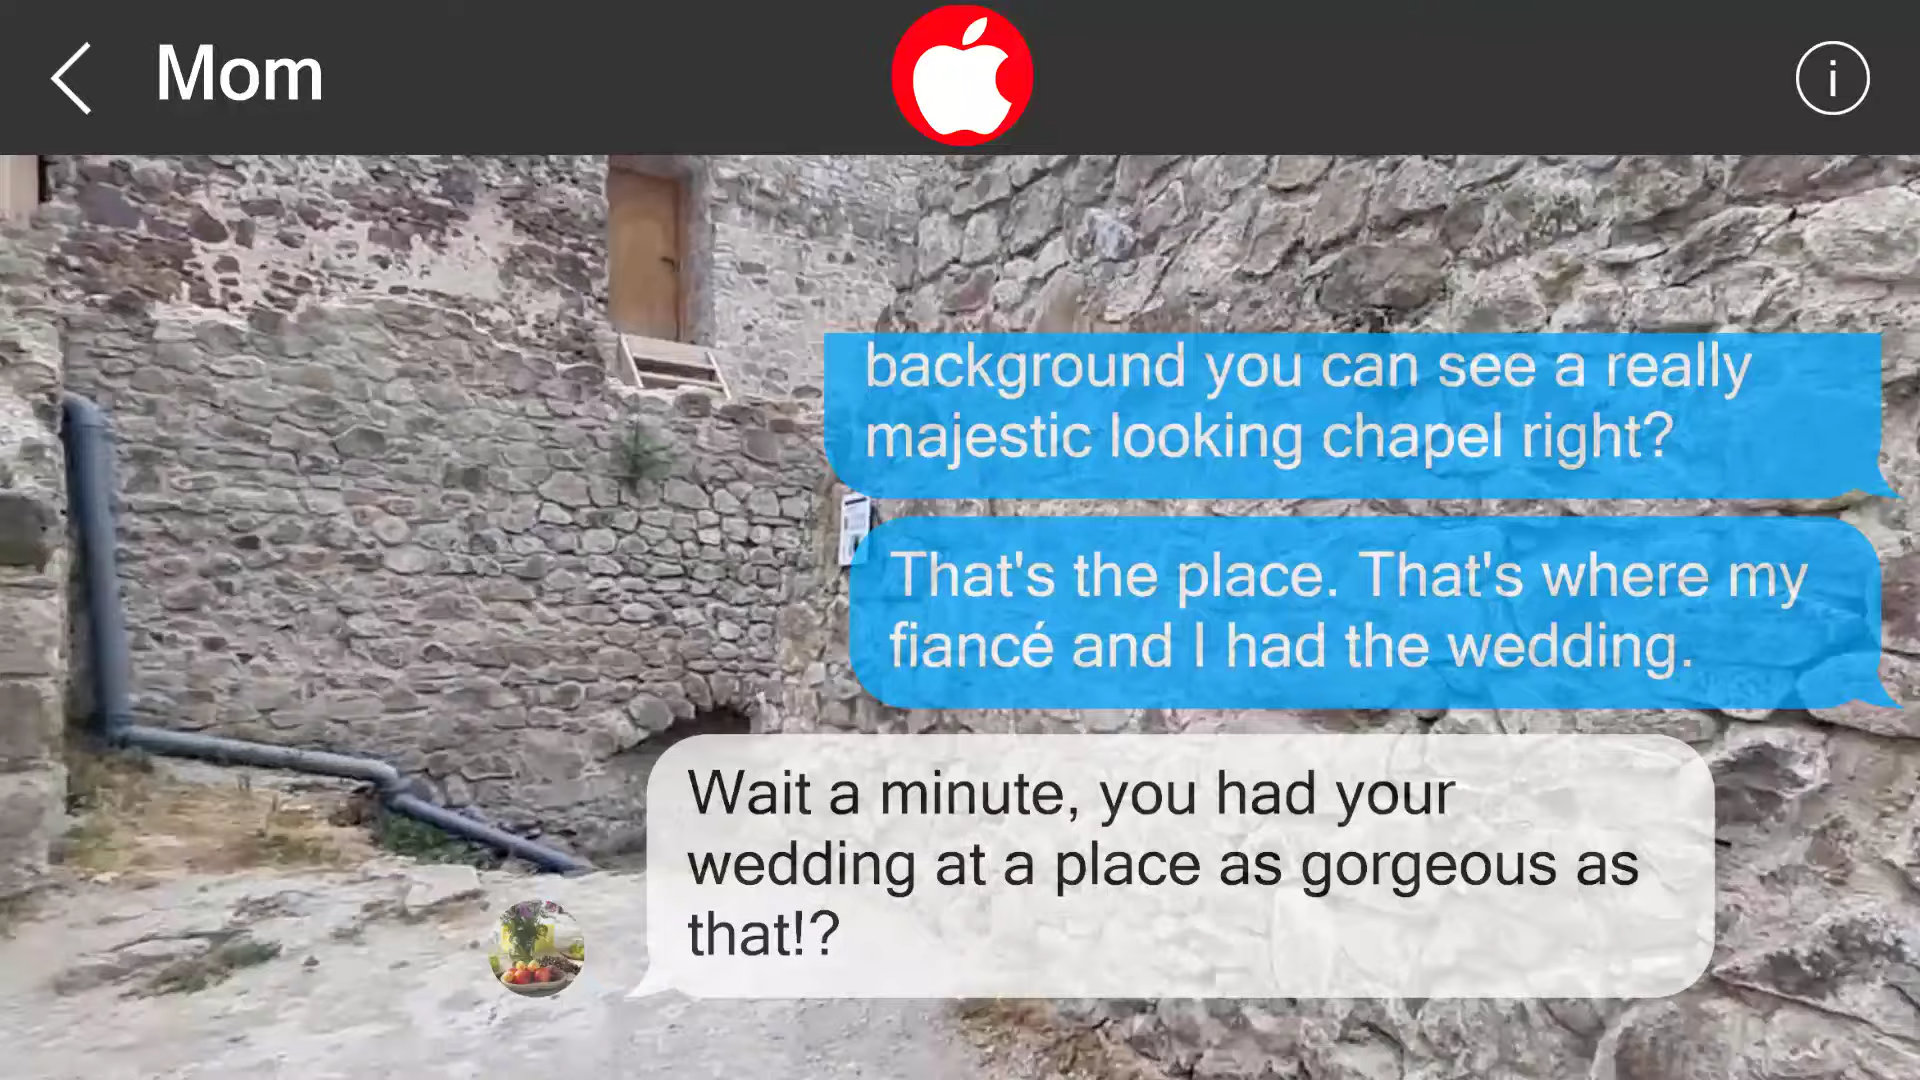 Mom
i
background you can see a really
majestic looking chapel right?
That's the place. That's where my
fiancé and I had the wedding.
Wait a minute, you had your
wedding at a place as gorgeous as
that!?